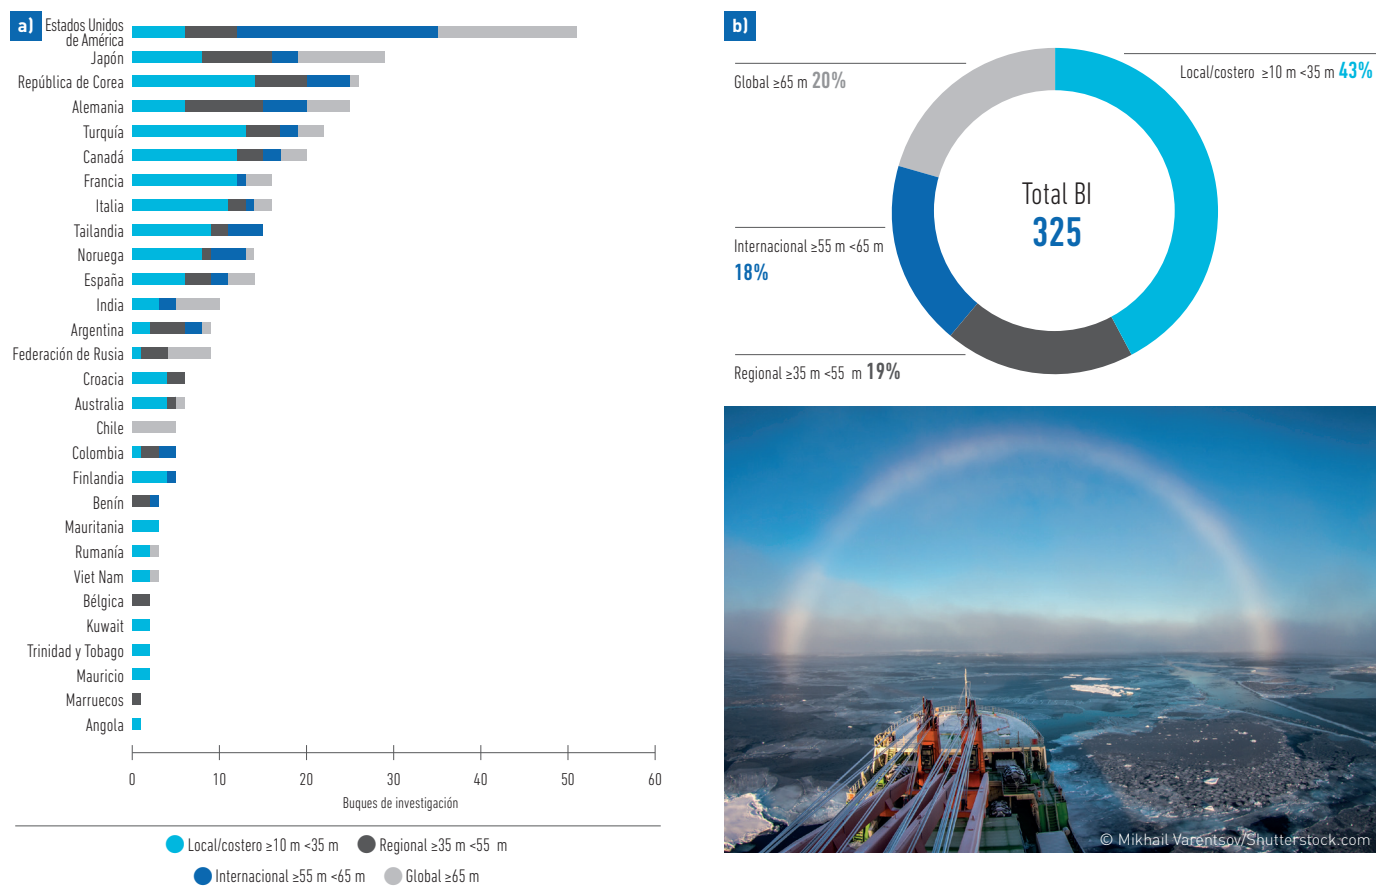 a)
Estados Unidos
de América
Japón
República de Corea
Alemania
Turquía
Canadá
Francia
Italia
Tailandia
Noruega
España
India
Argentina
Federación de Rusia
Croacia
Australia
Chile
Colombia
Finlandia
Benín
Mauritania
Rumanía
Viet Nam
Bélgica
Kuwait
Trinidad y Tobago
Mauricio
Marruecos
Angola
0 10 20 30 40 50 60
Buques de investigación
Local/costero ≥10 m <35 m
Regional ≥35 m <55 m
Internacional ≥55 m <65 m
Global ≥65 m
b)
Global ≥65 m 20%
Local/costero ≥10 m <35 m 43%
Total BI
325
Internacional ≥55 m <65 m
18%
Regional ≥35 m <55 m 19%
© Mikhail Varentsov/Shutterstock.com